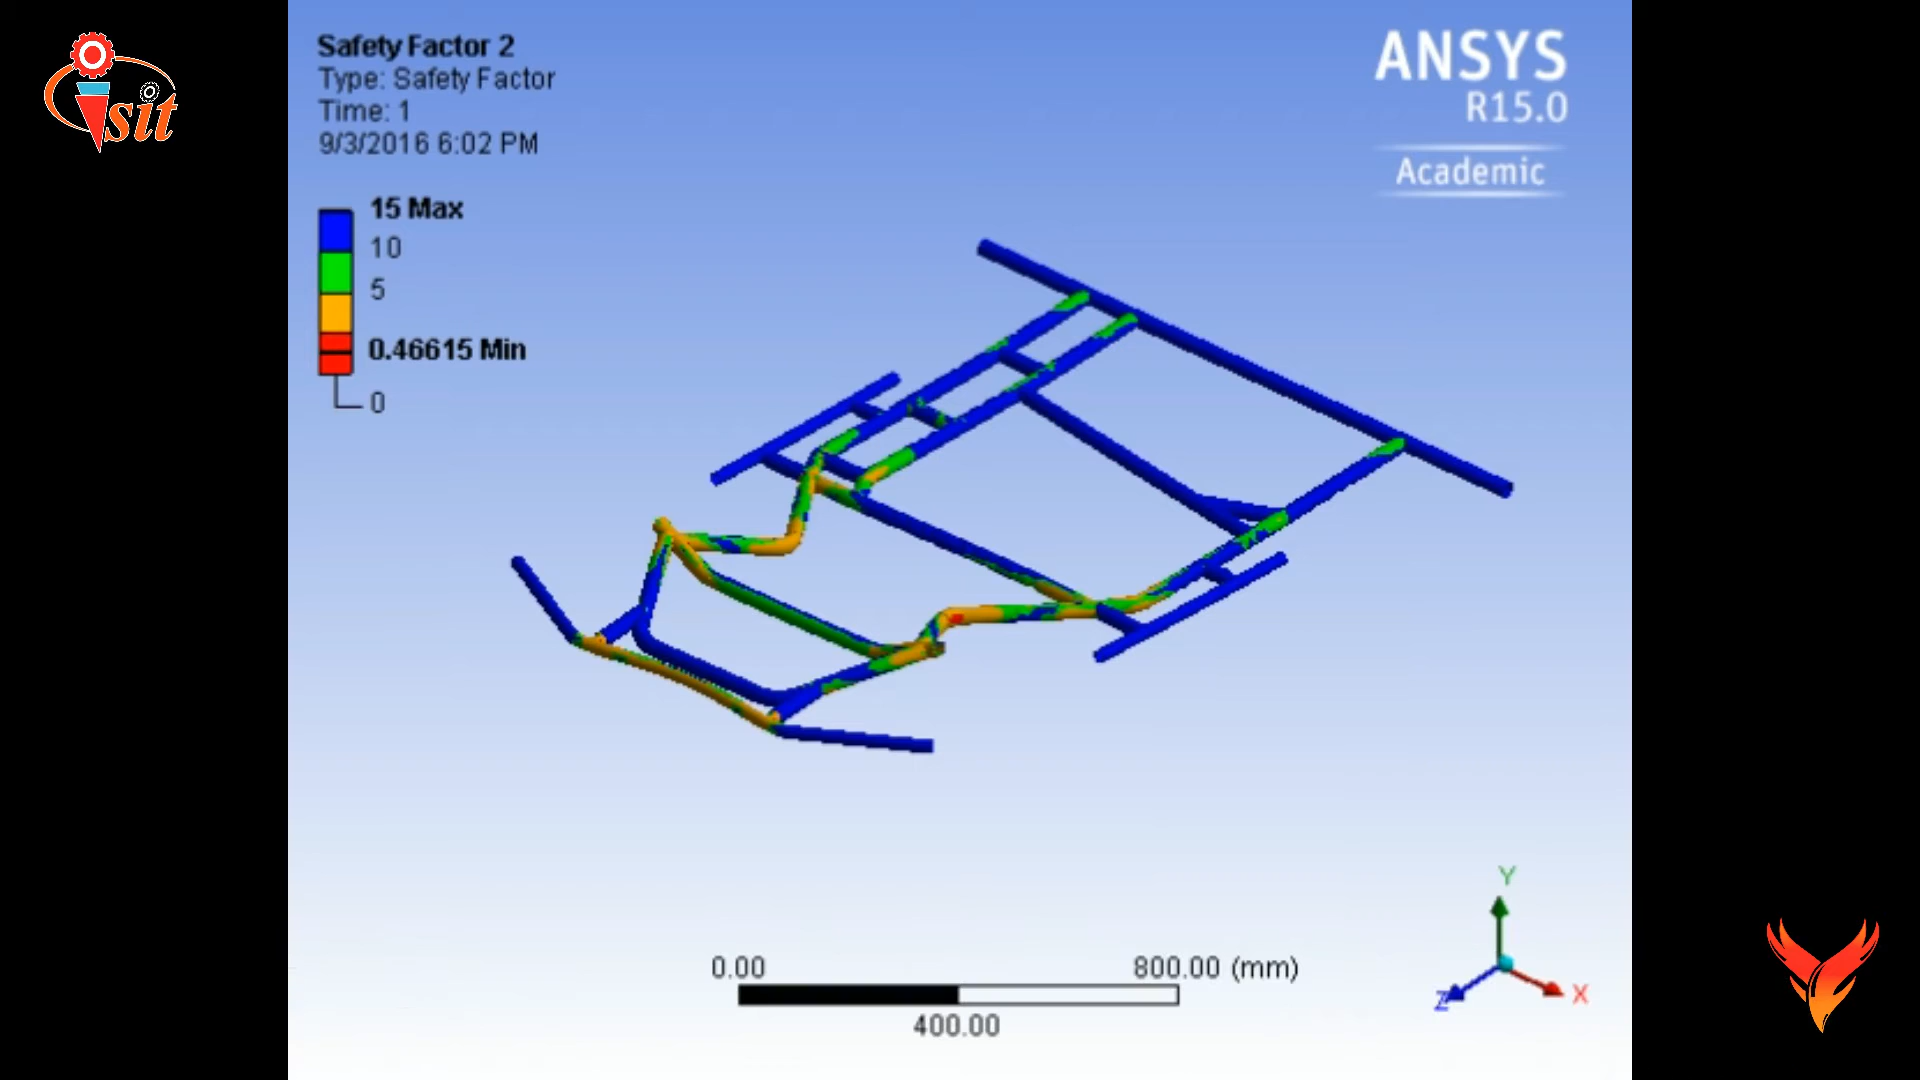 isit
Safety Factor 2
Type: Safety Factor
Time: 1
9/3/2016 6:02 PM
ANSYS
R15.0
Academic
15 Max
10
5
0.46615 Min
0
0.00
800.00 (mm)
400.00
Y
Z
X